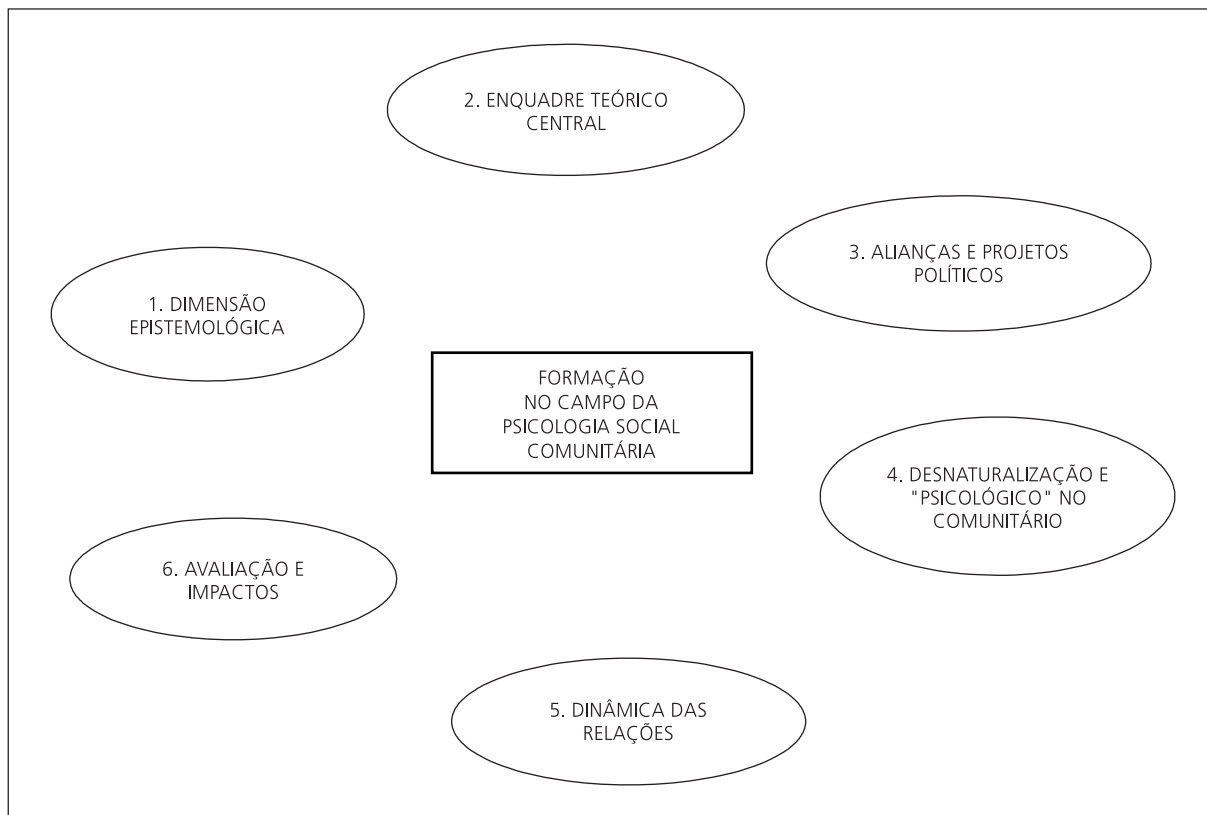 2. ENQUADRE TEÓRICO
CENTRAL
3. ALIANÇAS E PROJETOS
POLÍTICOS
1. DIMENSÃO
EPISTEMOLÓGICA
FORMAÇÃO
NO CAMPO DA
PSICOLOGIA SOCIAL
COMUNITÁRIA
4. DESNATURALIZAÇÃO E
"PSICOLÓGICO" NO
COMUNITÁRIO
6. AVALIAÇÃO E
IMPACTOS
5. DINÂMICA DAS
RELAÇÕES